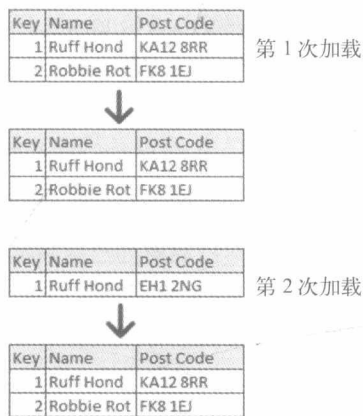 Key Name Post Code
1 Ruff Hond KA12 8RR
2 Robbie Rot FK8 1EJ
第1次加载
Key Name Post Code
1 Ruff Hond KA12 8RR
2 Robbie Rot FK8 1EJ
Key Name Post Code
1 Ruff Hond EH1 2NG
第2次加载
Key Name Post Code
1 Ruff Hond KA12 8RR
2 Robbie Rot FK8 1EJ